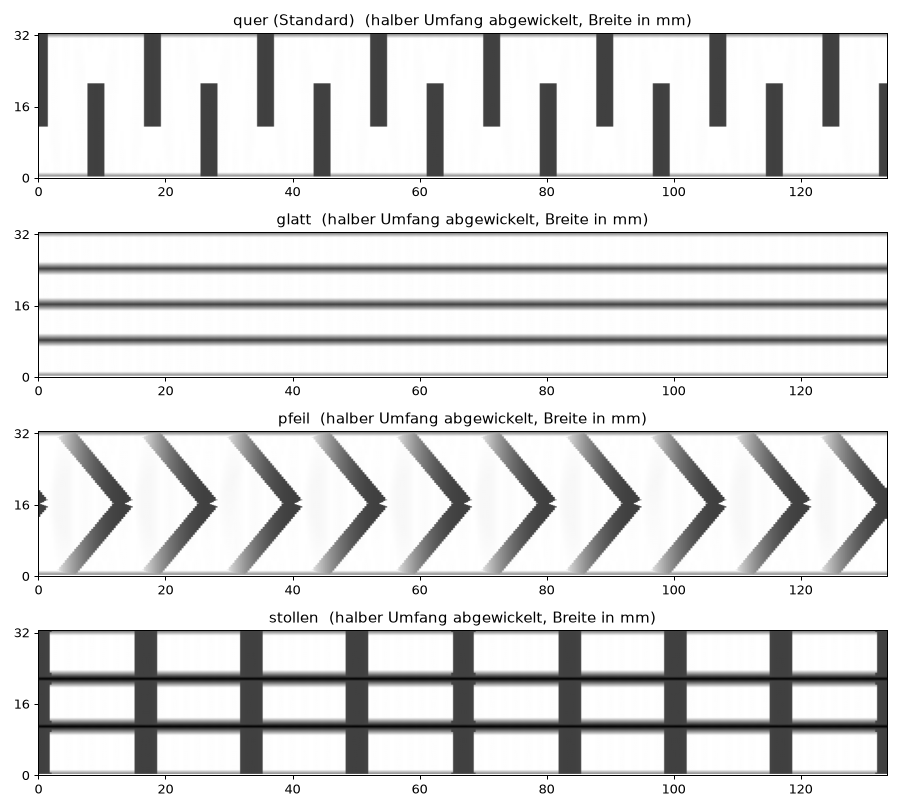 quer (Standard)  (halber Umfang abgewickelt, Breite in mm)
32
16
0
0 20 40 60 80 100 120
glatt  (halber Umfang abgewickelt, Breite in mm)
32
16
0
0 20 40 60 80 100 120
pfeil  (halber Umfang abgewickelt, Breite in mm)
32
16
0
0 20 40 60 80 100 120
stollen  (halber Umfang abgewickelt, Breite in mm)
32
16
0
0 20 40 60 80 100 120